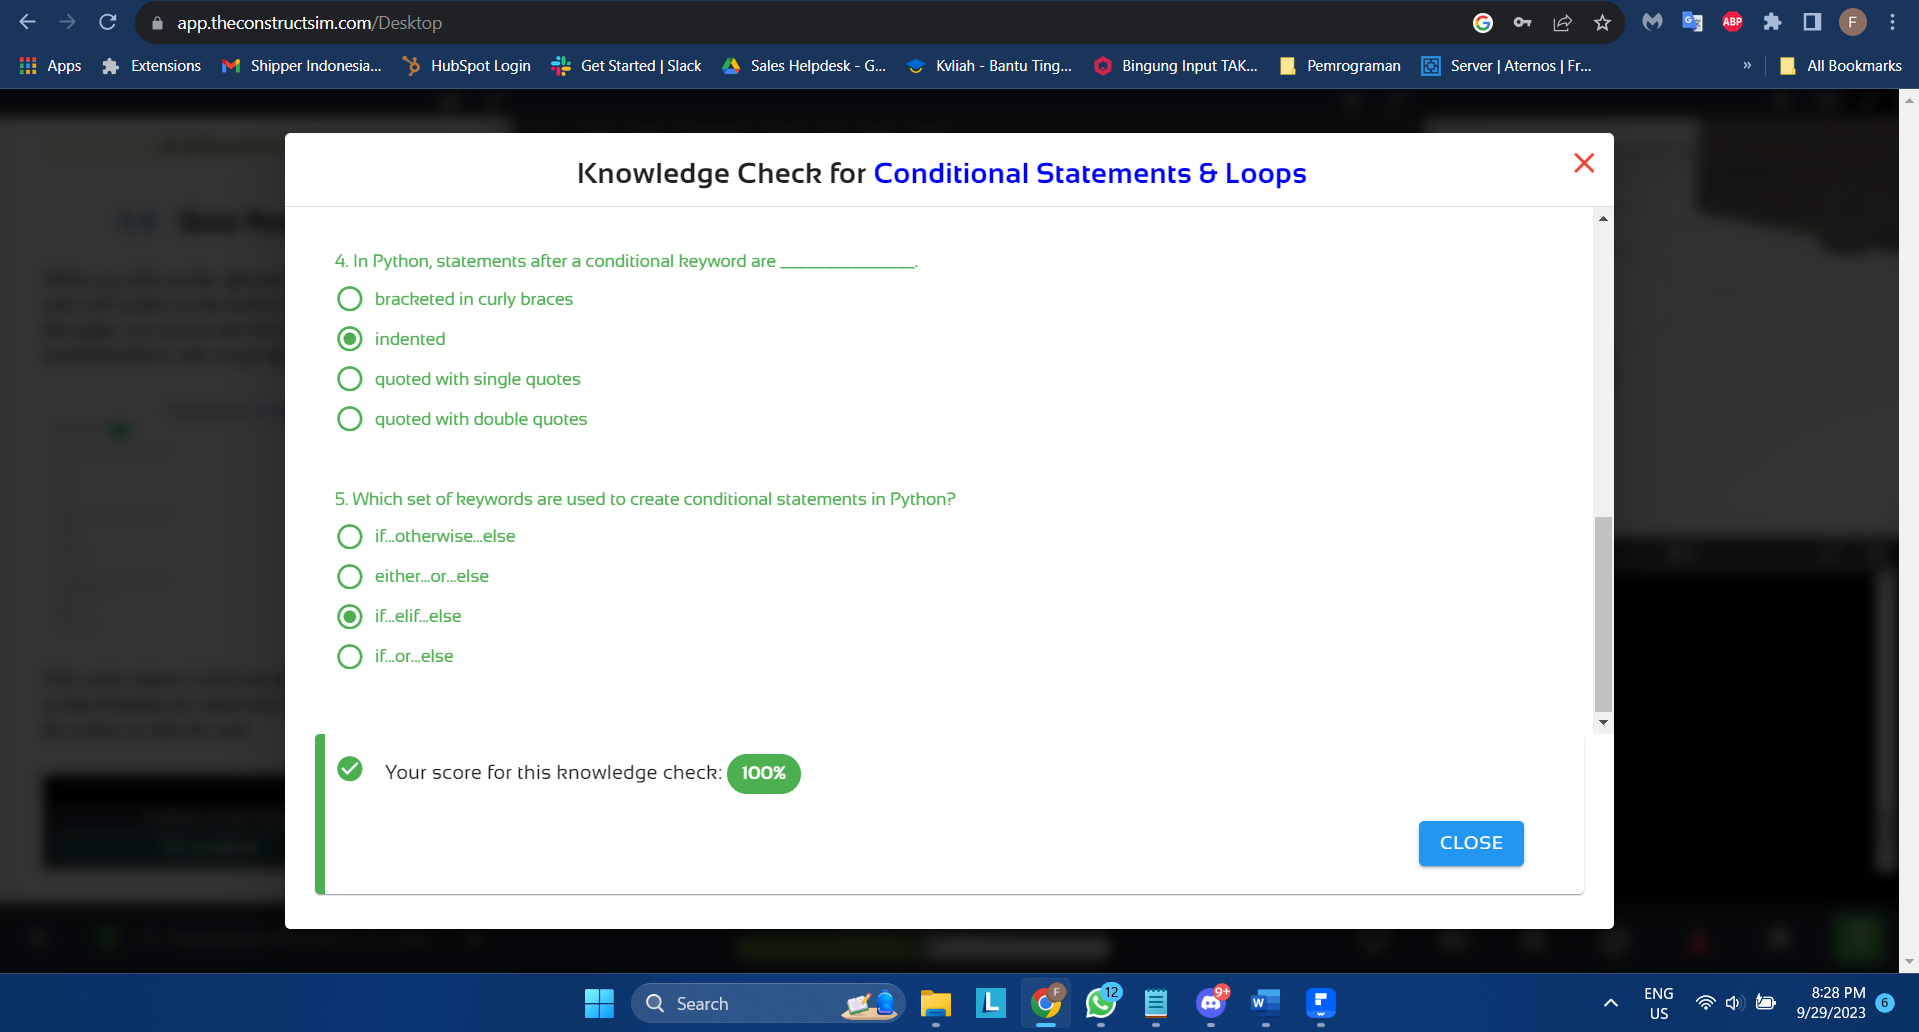 app.theconstructsim.com/Desktop
ABP
F
Apps
Extensions
Shipper Indonesia...
HubSpot Login
Get Started | Slack
Sales Helpdesk - G...
Kvliah - Bantu Ting...
Bingung Input TAK...
Pemrograman
Server | Aternos | Fr...
»
All Bookmarks
Knowledge Check for Conditional Statements & Loops
4. In Python, statements after a conditional keyword are _______________.
bracketed in curly braces
indented
quoted with single quotes
quoted with double quotes
5. Which set of keywords are used to create conditional statements in Python?
if...otherwise...else
either...or...else
if...elif...else
if...or...else
Your score for this knowledge check: 100%
CLOSE
Search
L
F
12
9+
W
ENG
US
8:28 PM
9/29/2023
6